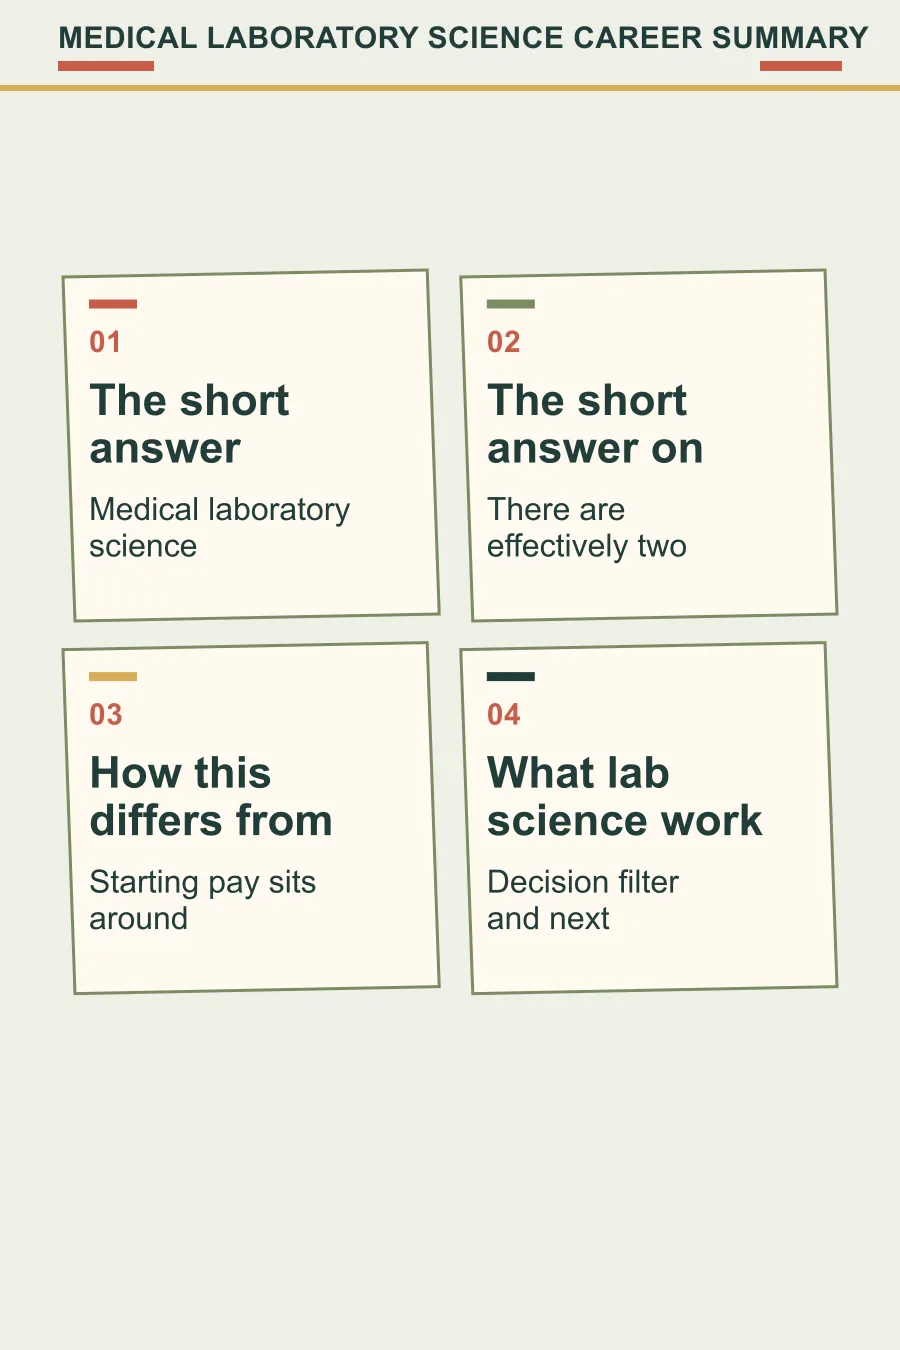 MEDICAL LABORATORY SCIENCE CAREER SUMMARY
01
The short
answer
Medical laboratory
science
02
The short
answer on
There are
effectively two
03
How this
differs from
Starting pay sits
around
04
What lab
science work
Decision filter
and next